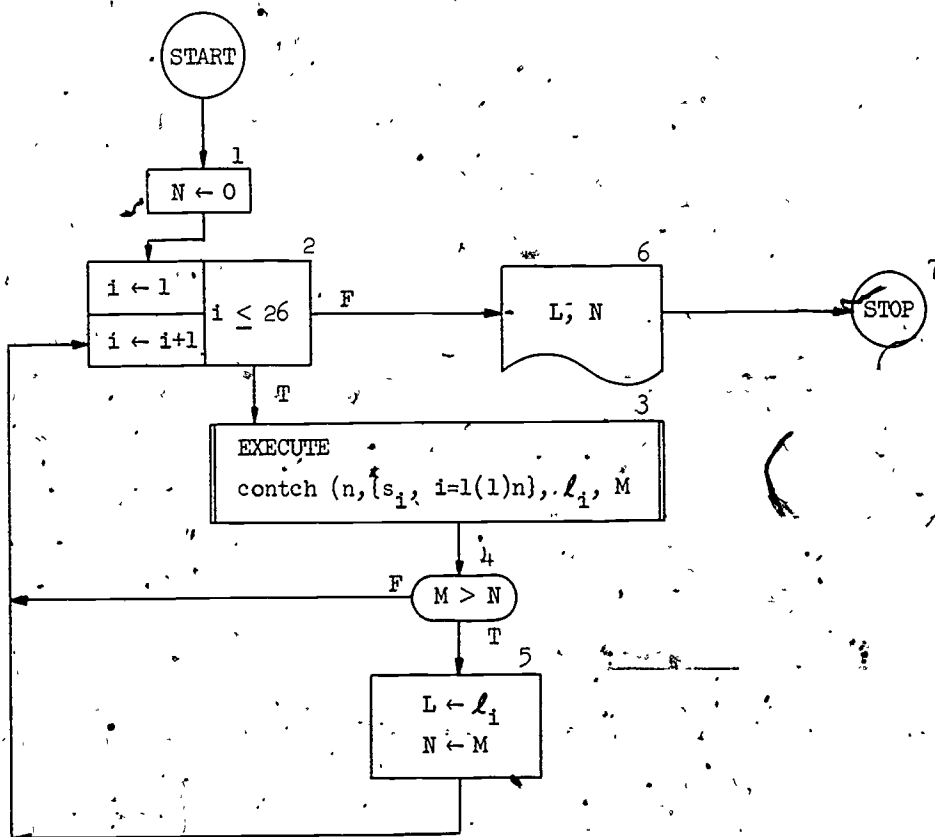 START
1
N ← 0
2
i ← 1
i ← i+1
i ≤ 26
F
T
6
L, N
7
STOP
3
EXECUTE
contch (n, {s_i, i=1(1)n}, ℓ_i, M
4
M > N
F
T
5
L ← ℓ_i
N ← M